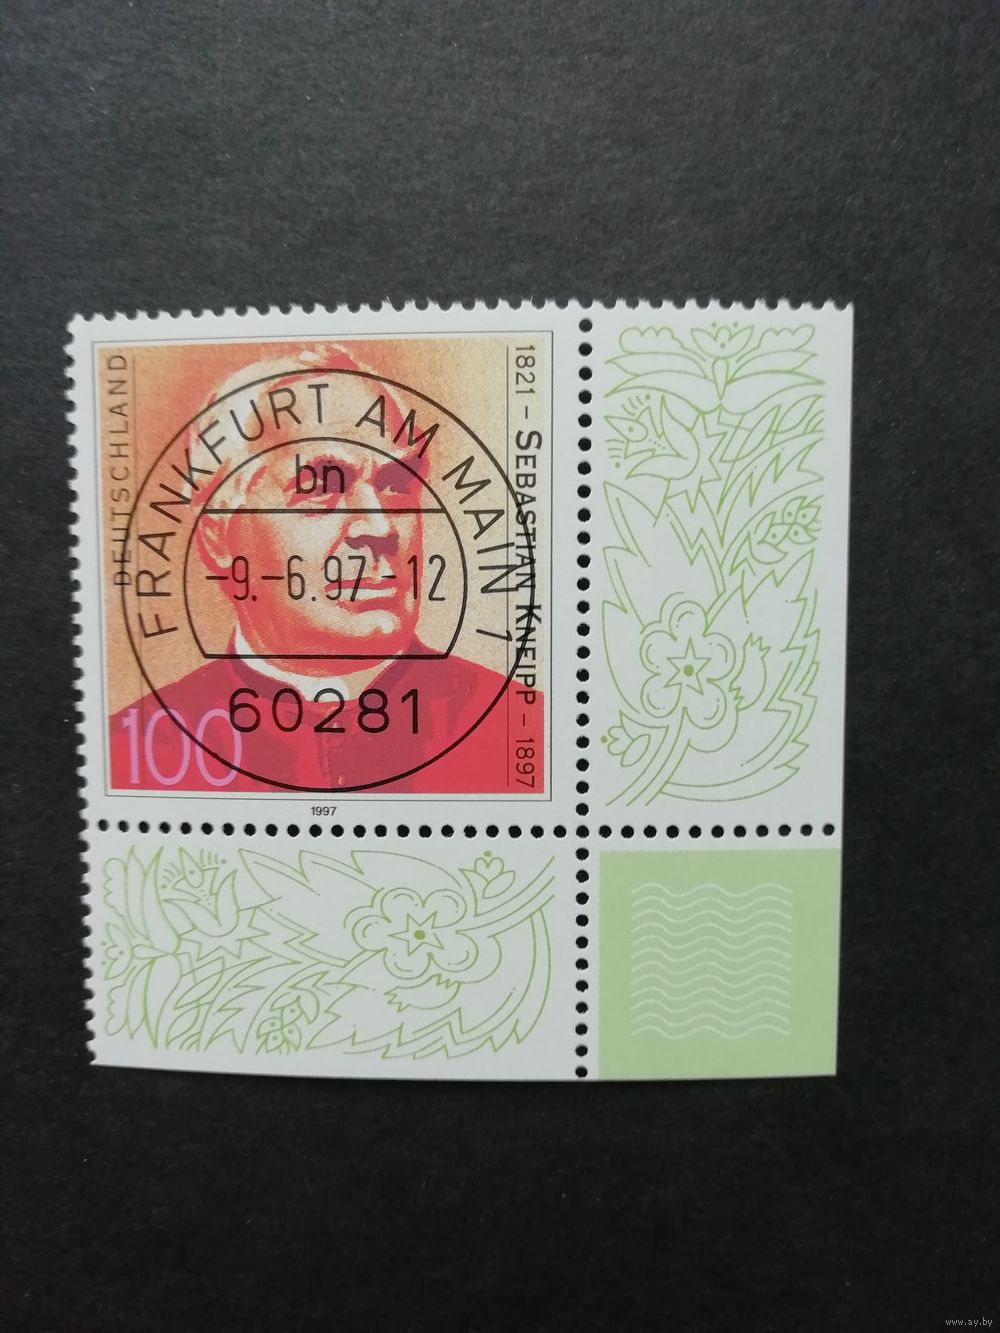 DEUTSCHLAND
1821 – SEBASTIAN KNEIPP – 1897
100
1997
FRANKFURT AM MAIN 1
bn
-9.-6.97-12
60281
www.ay.by